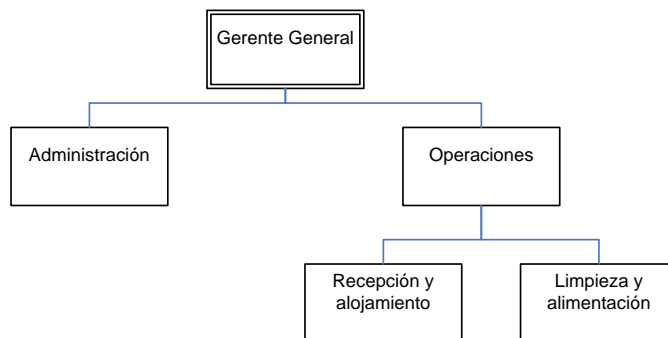 Gerente General
Administración
Operaciones
Recepción y
alojamiento
Limpieza y
alimentación